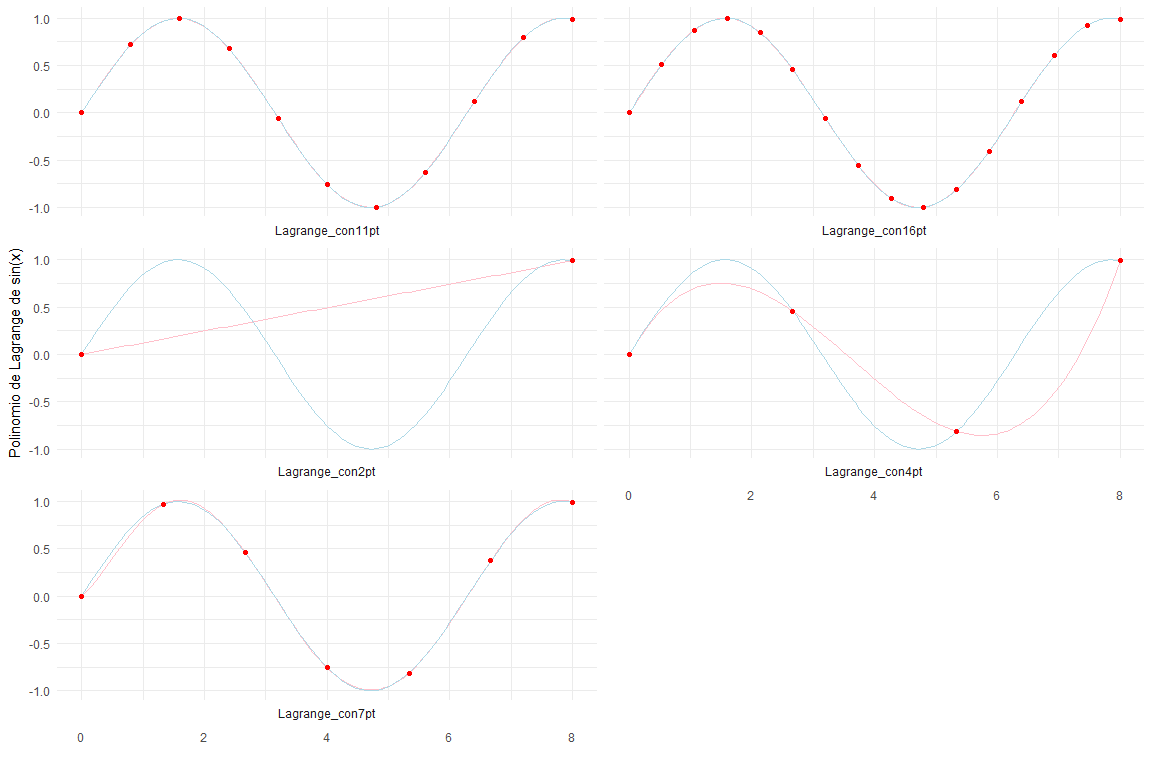 Polinomio de Lagrange de sin(x)
1.0
0.5
0.0
-0.5
-1.0
Lagrange_con11pt
Lagrange_con16pt
1.0
0.5
0.0
-0.5
-1.0
Lagrange_con2pt
Lagrange_con4pt
0 2 4 6 8
1.0
0.5
0.0
-0.5
-1.0
Lagrange_con7pt
0 2 4 6 8